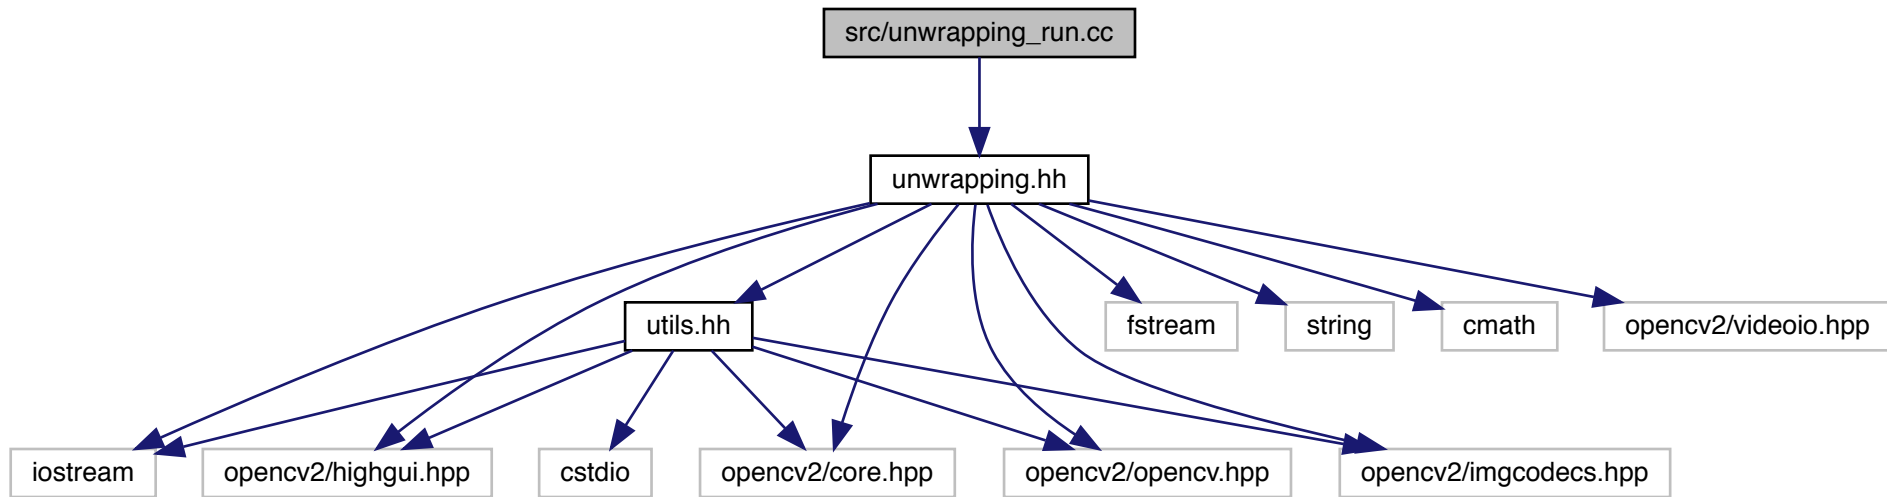 src/unwrapping_run.cc
unwrapping.hh
utils.hh
fstream
string
cmath
opencv2/videoio.hpp
iostream
opencv2/highgui.hpp
cstdio
opencv2/core.hpp
opencv2/opencv.hpp
opencv2/imgcodecs.hpp